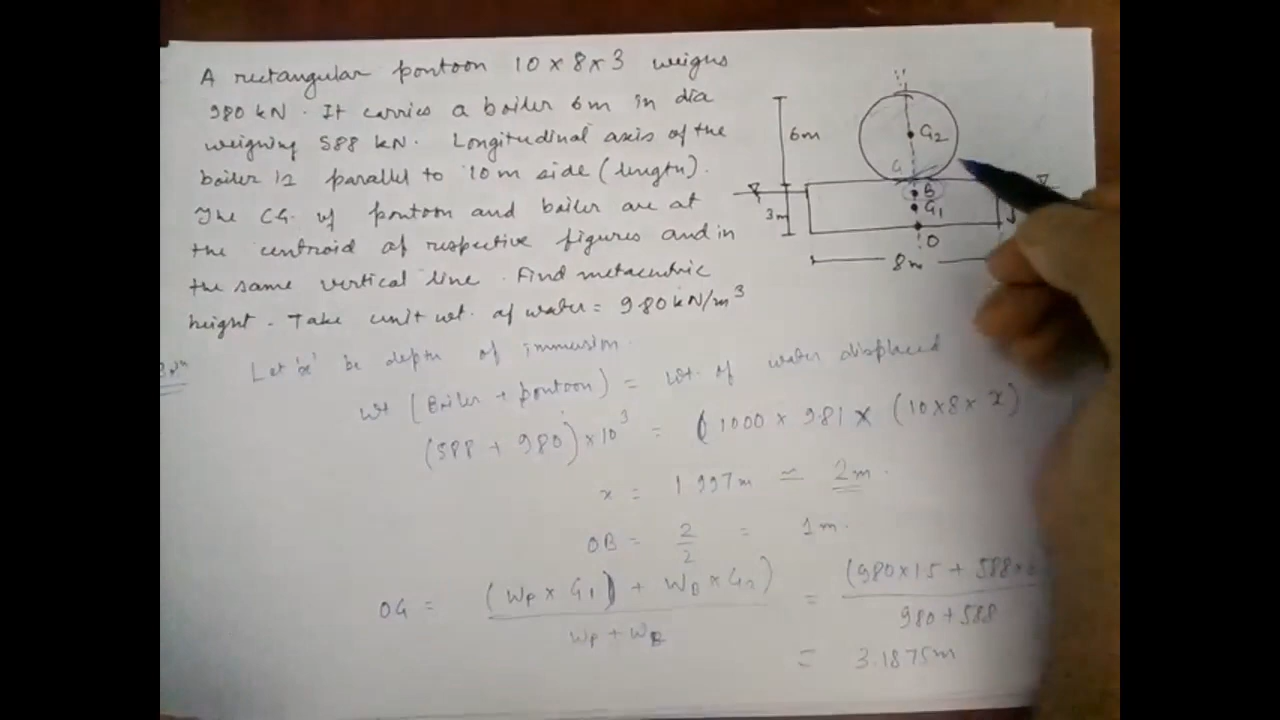 A rectangular pontoon 10 × 8 × 3 weighs
980 kN. It carries a boiler 6m in dia
weighing 588 kN. Longitudinal axis of the
boiler is parallel to 10 m side (length).
The CG. of pontoon and boiler are at
the centroid of respective figures and in
the same vertical line. Find metacentric
height. Take unit wt. of water = 9.80 kN/m³
6m
G2
G
B
G1
3m
O
8m
Let 'x' be depth of immersion.
Wt (Boiler + pontoon) = Wt. of water displaced
(588 + 980) × 10³ = (1000 × 9.81 × (10×8× x)
x = 1.997m ≃ 2m.
OB = 2/2 = 1m.
OG = (Wp × G1) + WB × G2) / Wp + WB = (980×1.5 + 588× / 980+588
= 3.1875m